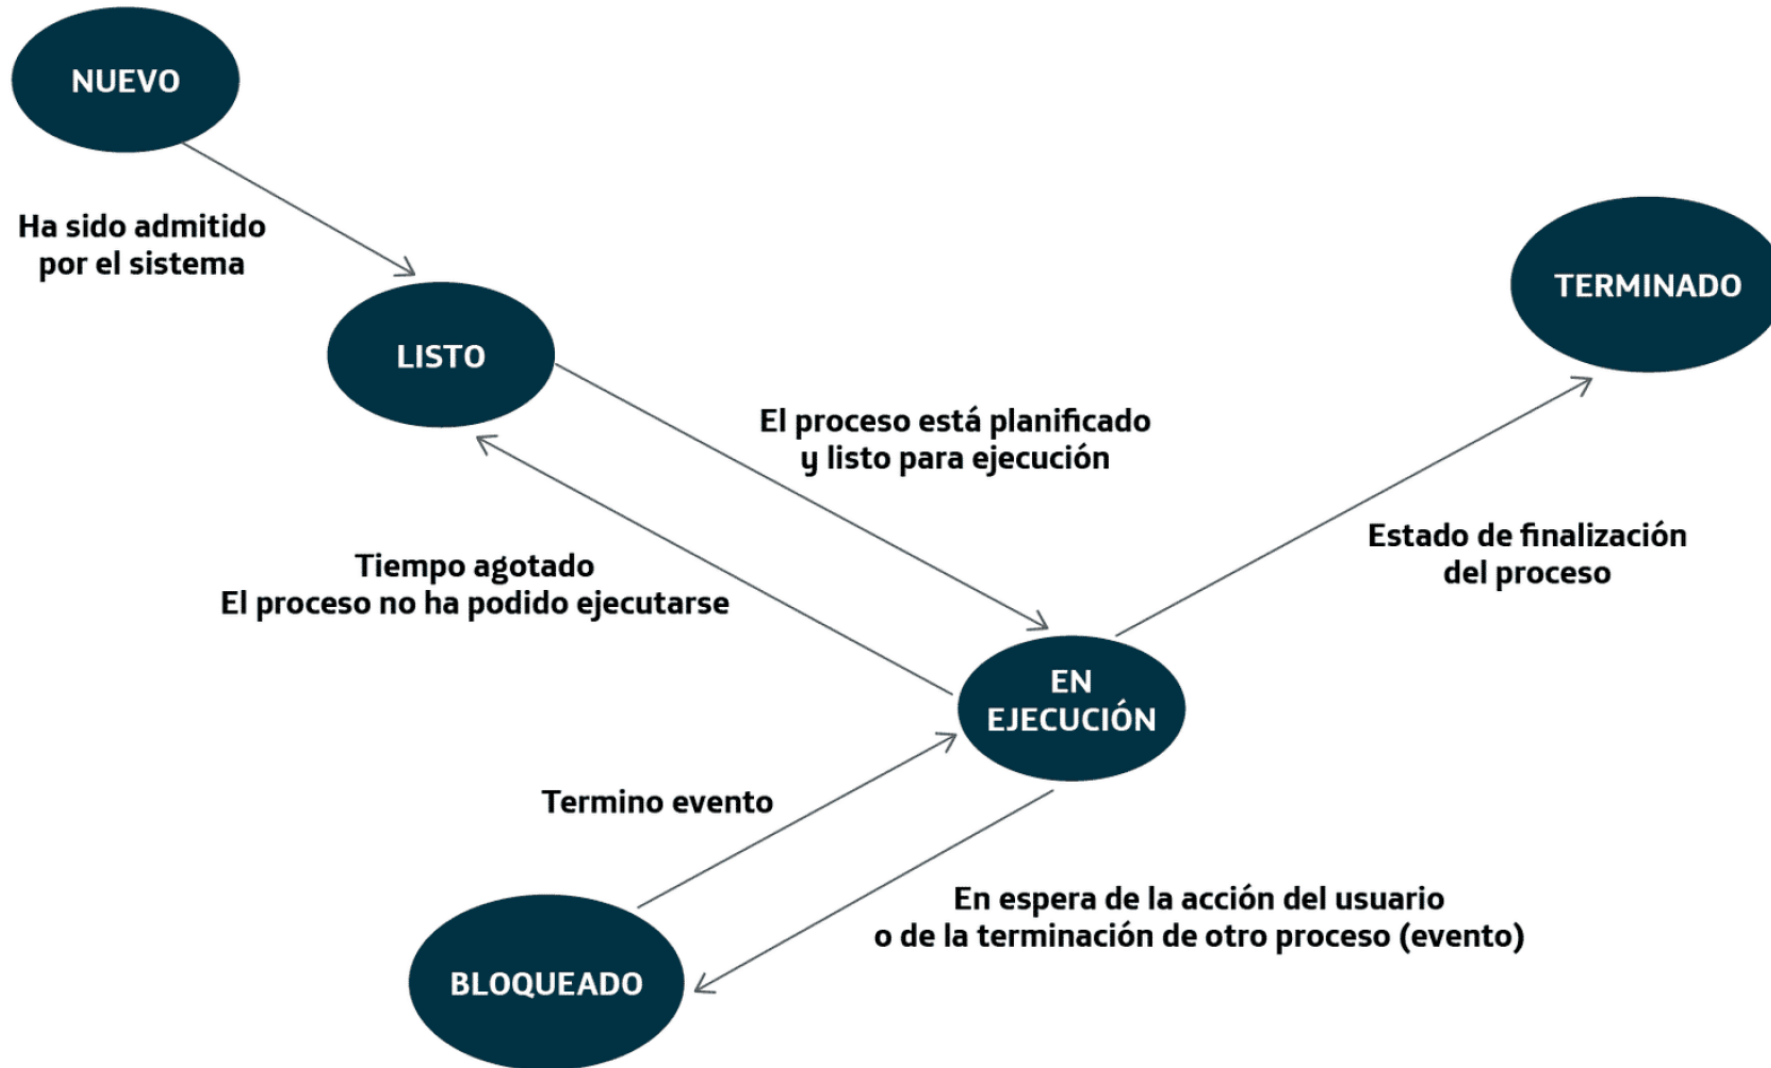 NUEVO
Ha sido admitido
por el sistema
LISTO
TERMINADO
El proceso está planificado
y listo para ejecución
Estado de finalización
del proceso
Tiempo agotado
El proceso no ha podido ejecutarse
EN
EJECUCIÓN
Termino evento
En espera de la acción del usuario
o de la terminación de otro proceso (evento)
BLOQUEADO